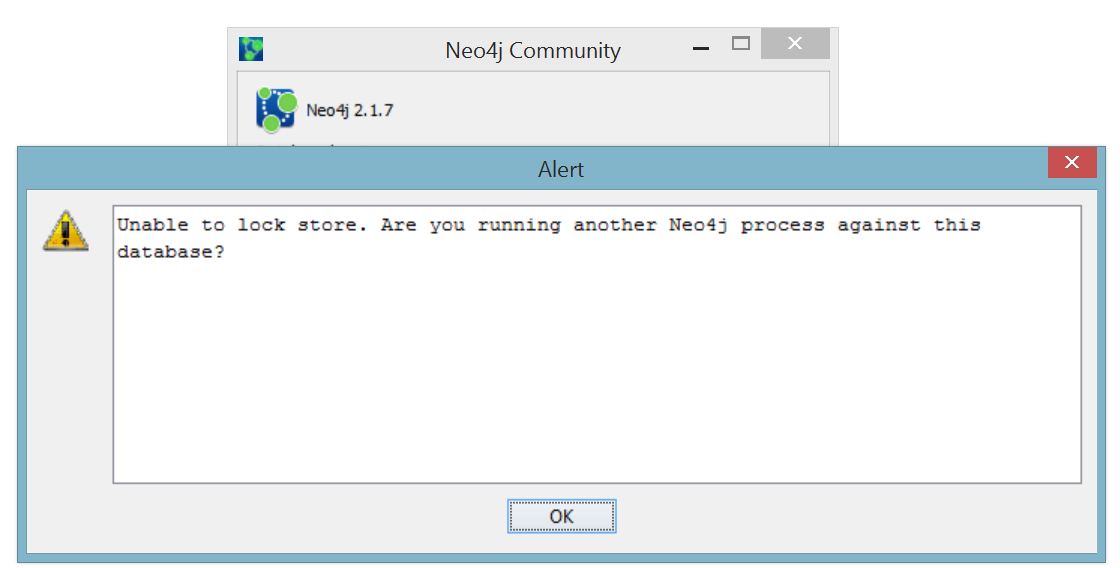 Neo4j Community
Neo4j 2.1.7
Alert
Unable to lock store. Are you running another Neo4j process against this
database?
OK